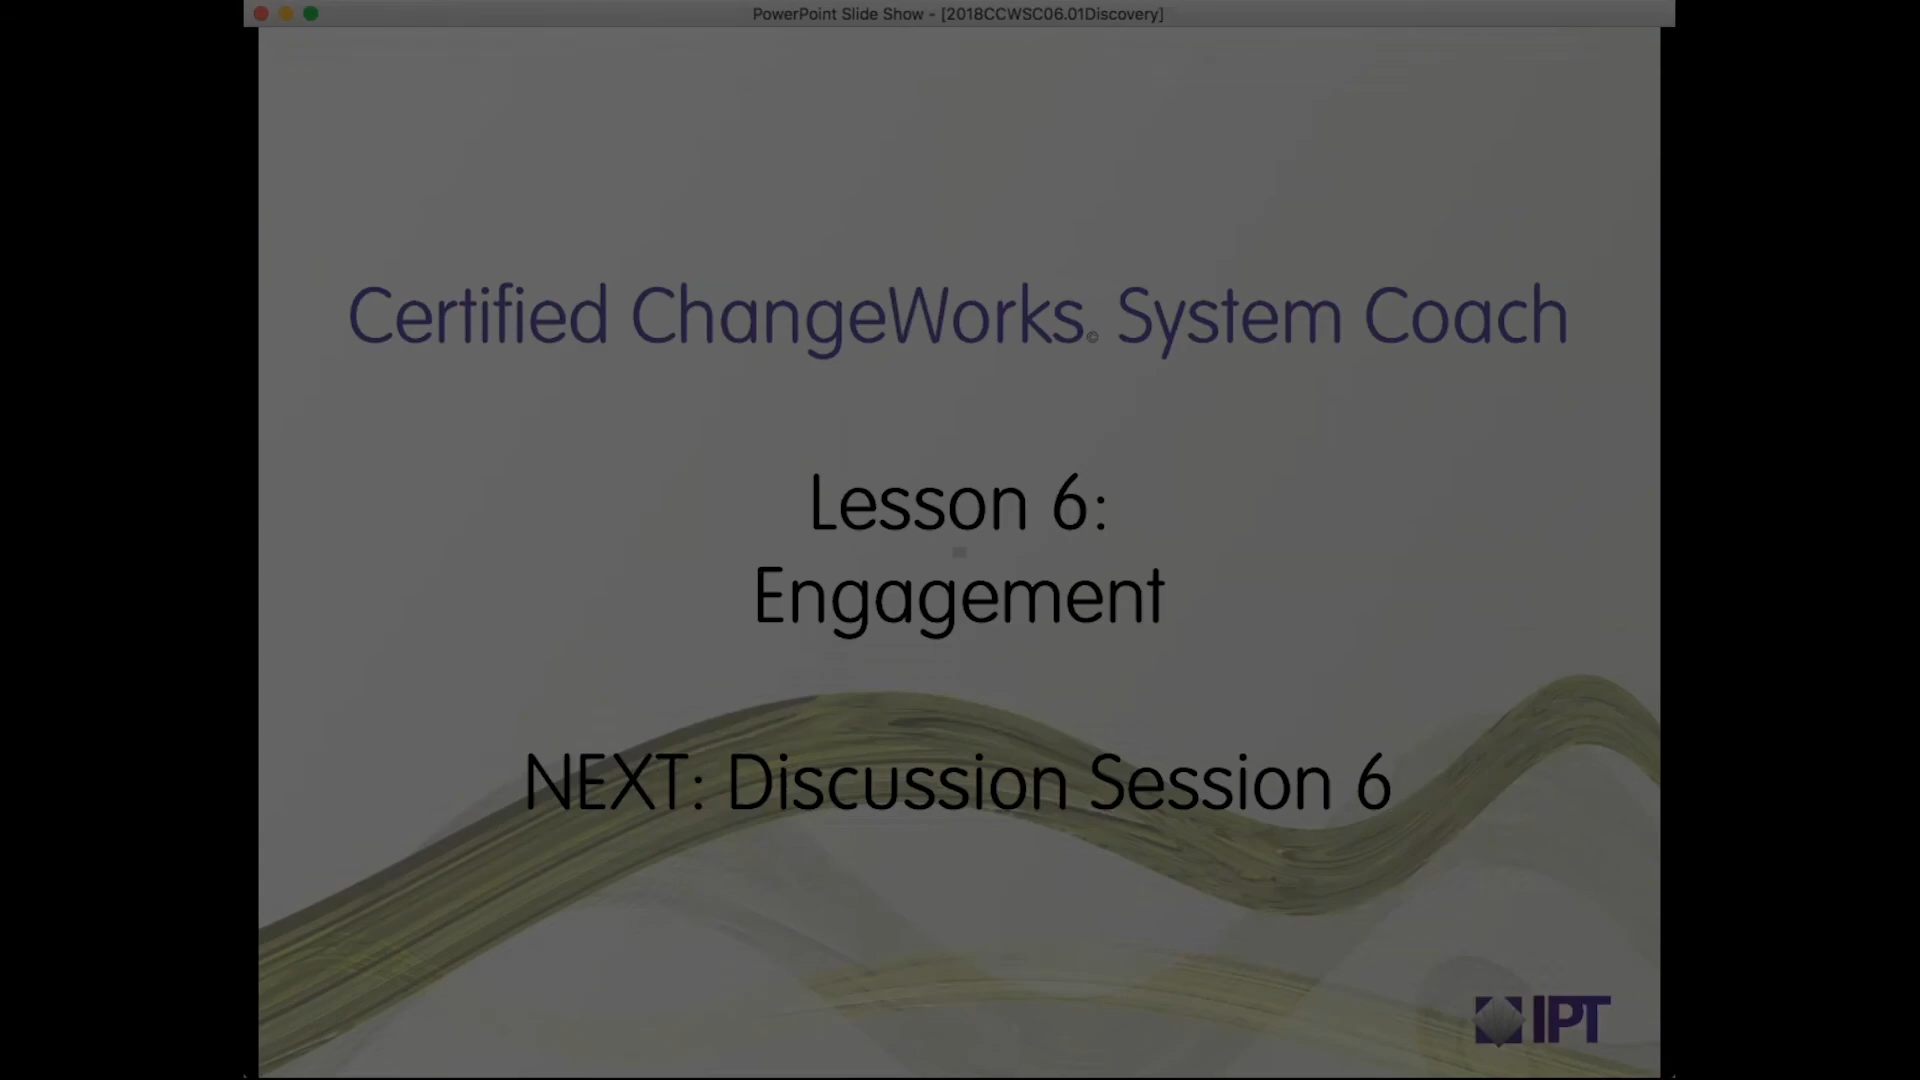 PowerPoint Slide Show - [2018CCWSC06.01Discovery]
Certified ChangeWorks© System Coach
Lesson 6:
Engagement
NEXT: Discussion Session 6
IPT